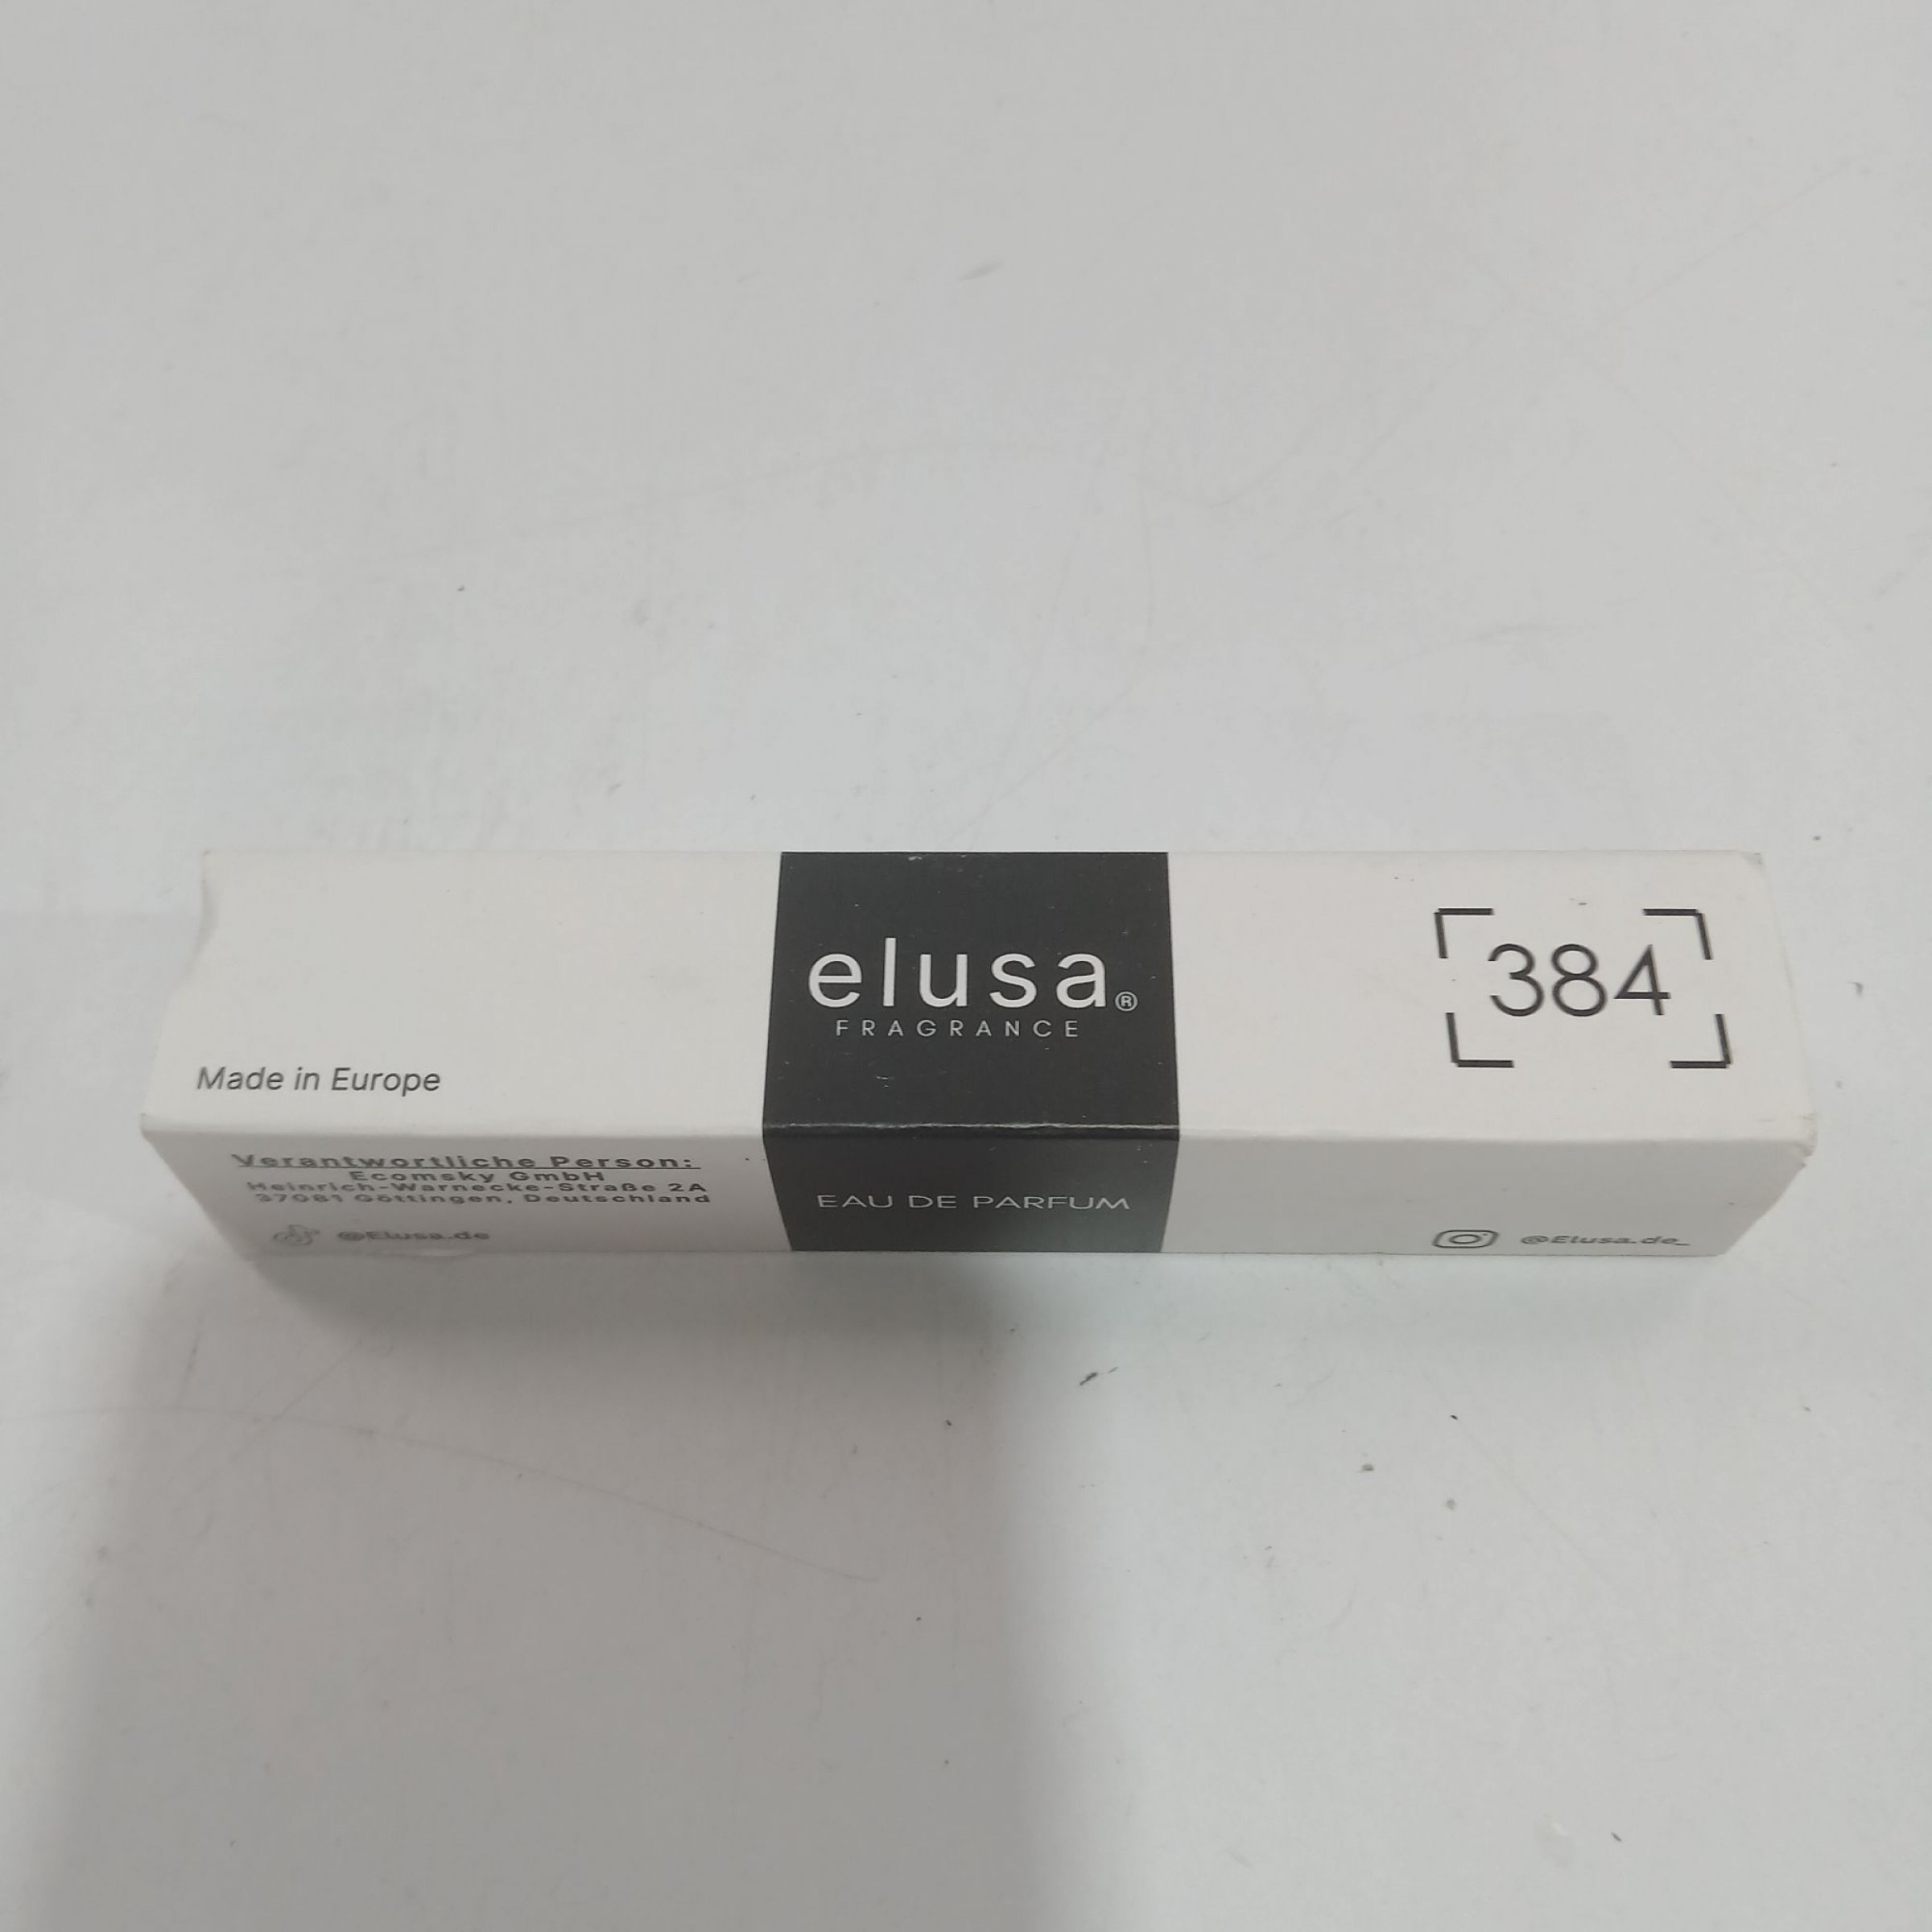 elusa®
FRAGRANCE
384
Made in Europe
Verantwortliche Person:
Ecomsky GmbH
Heinrich-Warnecke-Straße 2A
37081 Göttingen, Deutschland
EAU DE PARFUM
@Elusa.de
@Elusa.de_